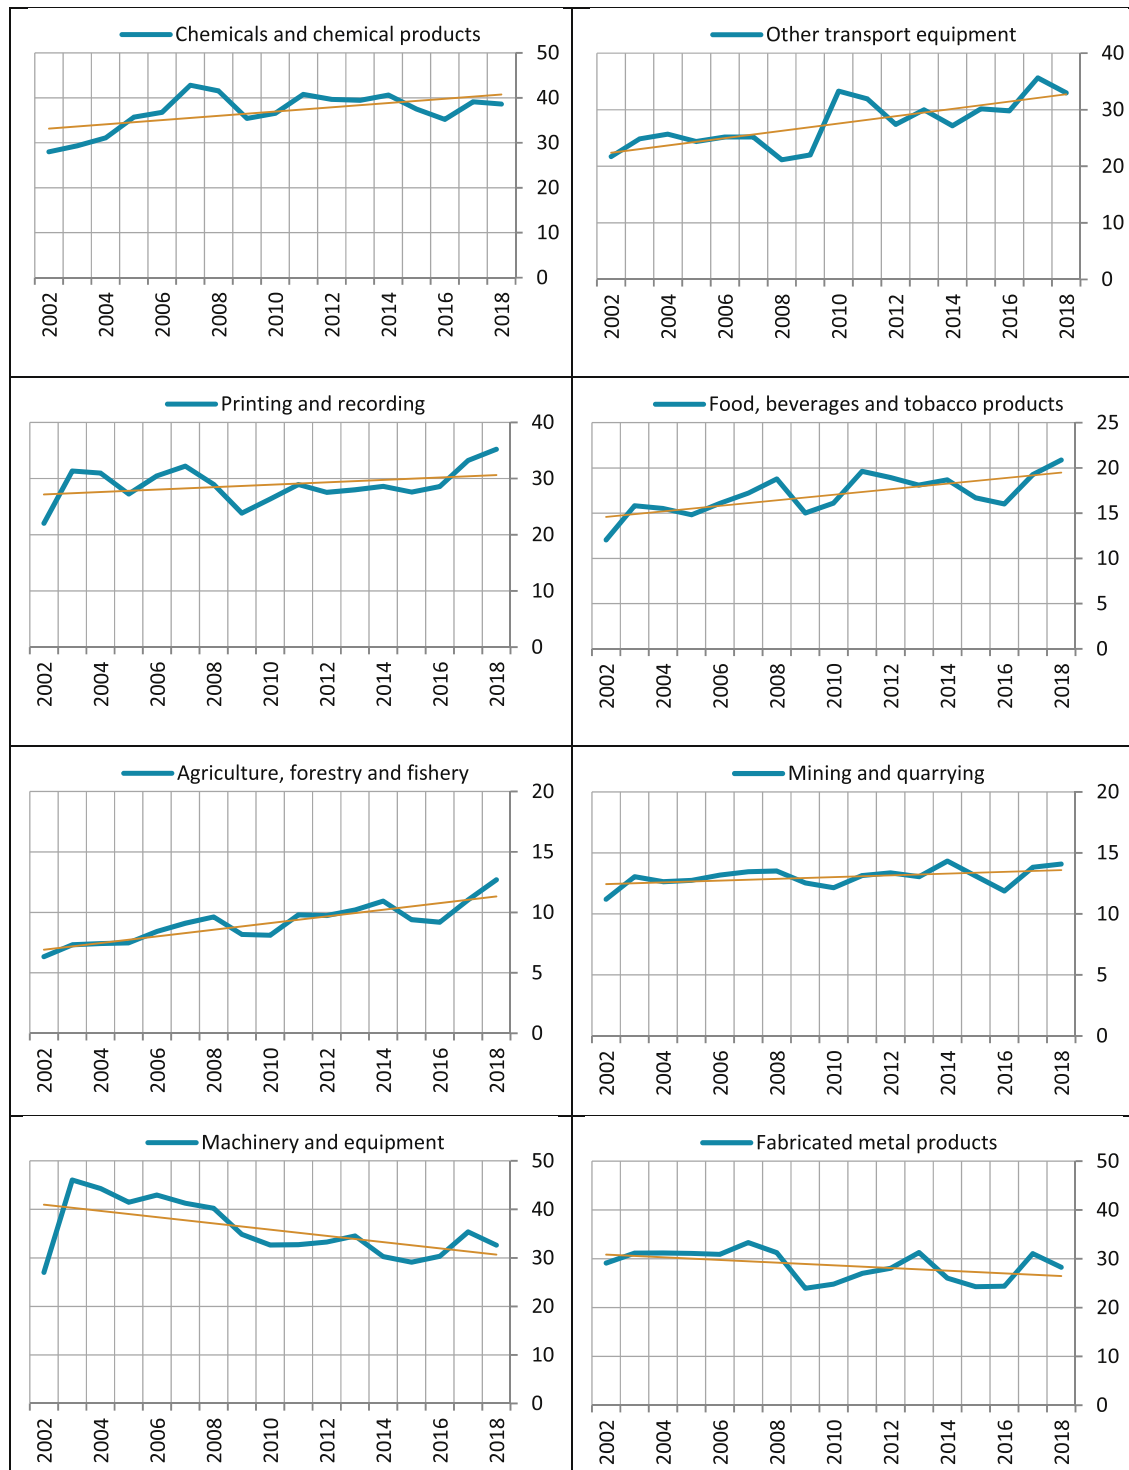 Chemicals and chemical products
50
40
30
20
10
0
2002 2004 2006 2008 2010 2012 2014 2016 2018
Other transport equipment
40
30
20
10
0
2002 2004 2006 2008 2010 2012 2014 2016 2018
Printing and recording
40
30
20
10
0
2002 2004 2006 2008 2010 2012 2014 2016 2018
Food, beverages and tobacco products
25
20
15
10
5
0
2002 2004 2006 2008 2010 2012 2014 2016 2018
Agriculture, forestry and fishery
20
15
10
5
0
2002 2004 2006 2008 2010 2012 2014 2016 2018
Mining and quarrying
20
15
10
5
0
2002 2004 2006 2008 2010 2012 2014 2016 2018
Machinery and equipment
50
40
30
20
10
0
2002 2004 2006 2008 2010 2012 2014 2016 2018
Fabricated metal products
50
40
30
20
10
0
2002 2004 2006 2008 2010 2012 2014 2016 2018